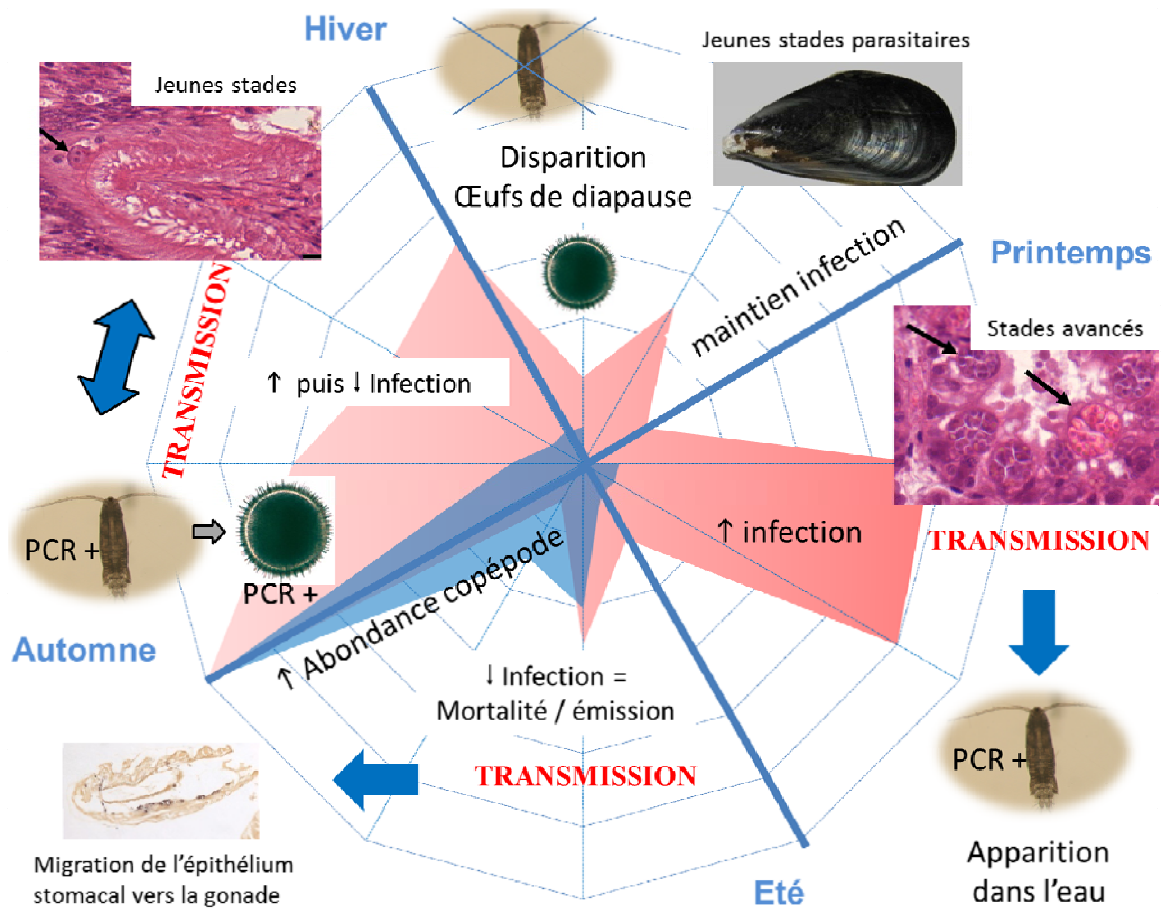 Hiver
Jeunes stades parasitaires
Jeunes stades
Disparition
Œufs de diapause
Printemps
maintien infection
Stades avancés
TRANSMISSION
↑ puis ↓ Infection
↑ infection
TRANSMISSION
PCR +
PCR +
↑ Abondance copépode
Automne
↓ Infection =
Mortalité / émission
TRANSMISSION
PCR +
Migration de l'épithélium
stomacal vers la gonade
Eté
Apparition
dans l'eau